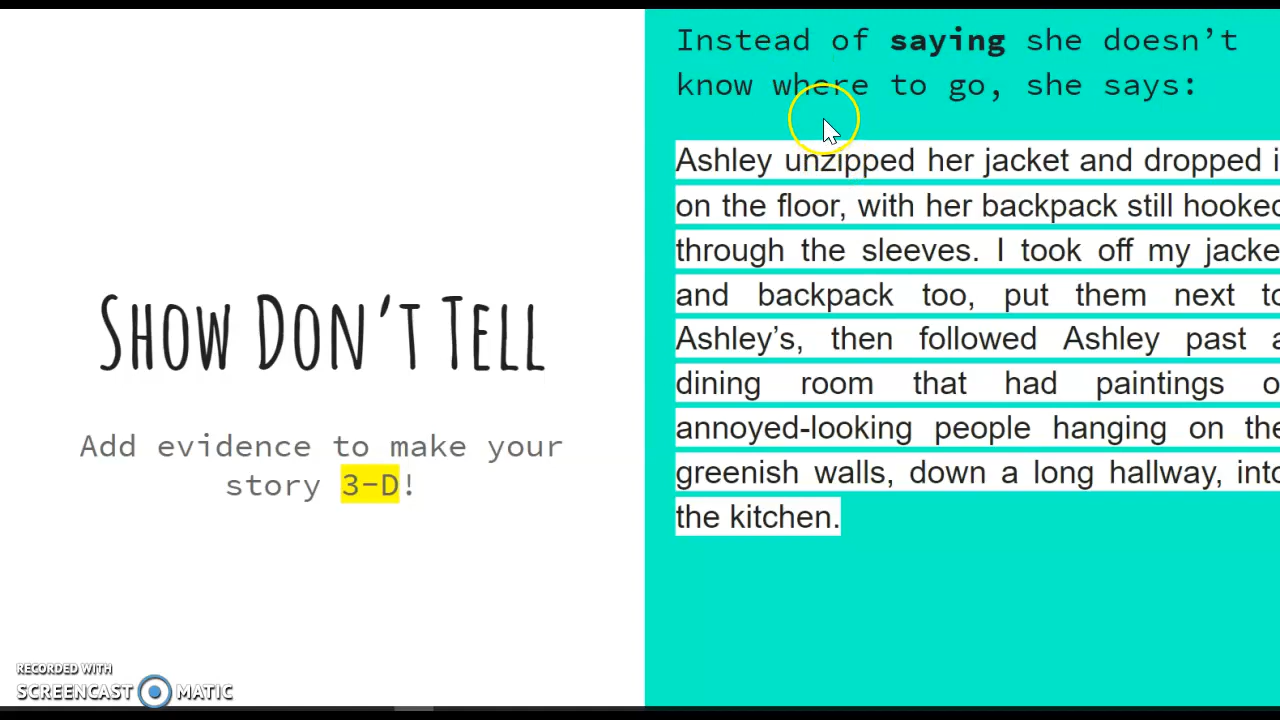 Show Don't Tell
Add evidence to make your
story 3-D!
Instead of saying she doesn't
know where to go, she says:
Ashley unzipped her jacket and dropped i
on the floor, with her backpack still hooked
through the sleeves. I took off my jacke
and backpack too, put them next to
Ashley's, then followed Ashley past a
dining room that had paintings o
annoyed-looking people hanging on the
greenish walls, down a long hallway, into
the kitchen.
RECORDED WITH
SCREENCAST MATIC